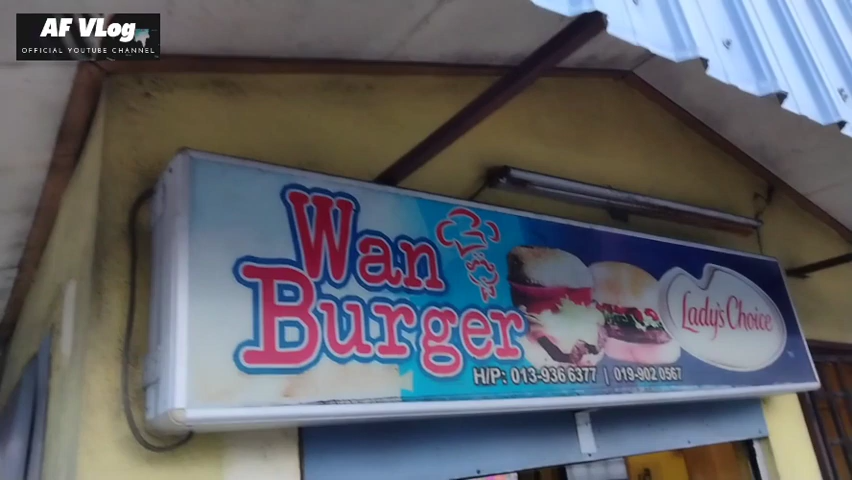 AF VLog
OFFICIAL YOUTUBE CHANNEL
Wan
Burger
Lady's Choice
H/P: 013-936 6377 | 019-902 0567